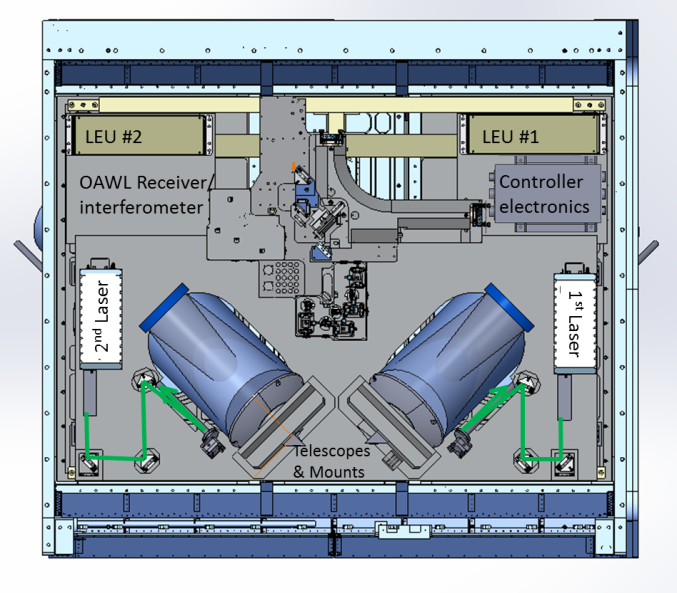 LEU #2
LEU #1
OAWL Receiver/
interferometer
Controller
electronics
2nd Laser
1st Laser
Telescopes
& Mounts